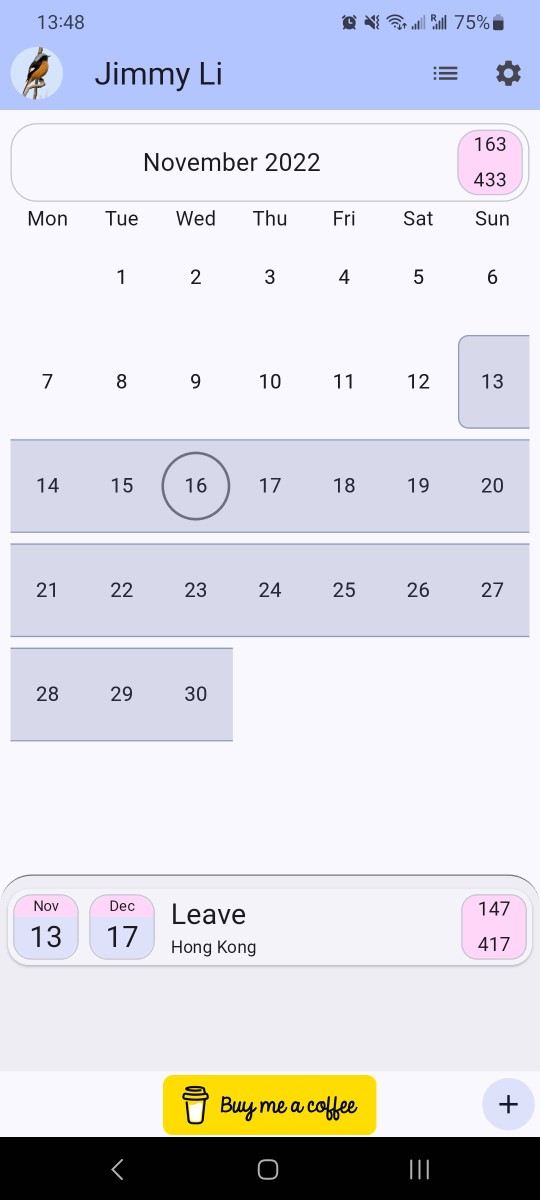 13:48
R
75%
Jimmy Li
November 2022
163
433
Mon Tue Wed Thu Fri Sat Sun
1 2 3 4 5 6
7 8 9 10 11 12 13
14 15 16 17 18 19 20
21 22 23 24 25 26 27
28 29 30
Nov
13
Dec
17
Leave
Hong Kong
147
417
Buy me a coffee
+